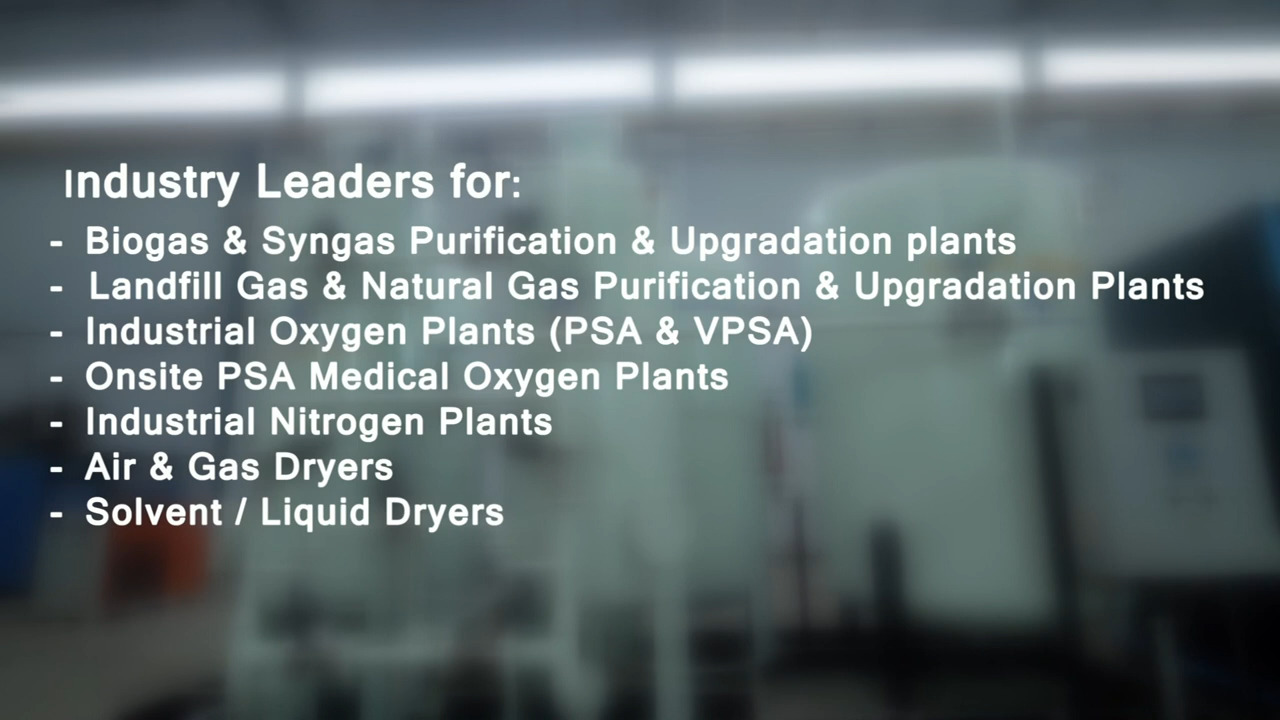 Industry Leaders for:
- Biogas & Syngas Purification & Upgradation plants
- Landfill Gas & Natural Gas Purification & Upgradation Plants
- Industrial Oxygen Plants (PSA & VPSA)
- Onsite PSA Medical Oxygen Plants
- Industrial Nitrogen Plants
- Air & Gas Dryers
- Solvent / Liquid Dryers